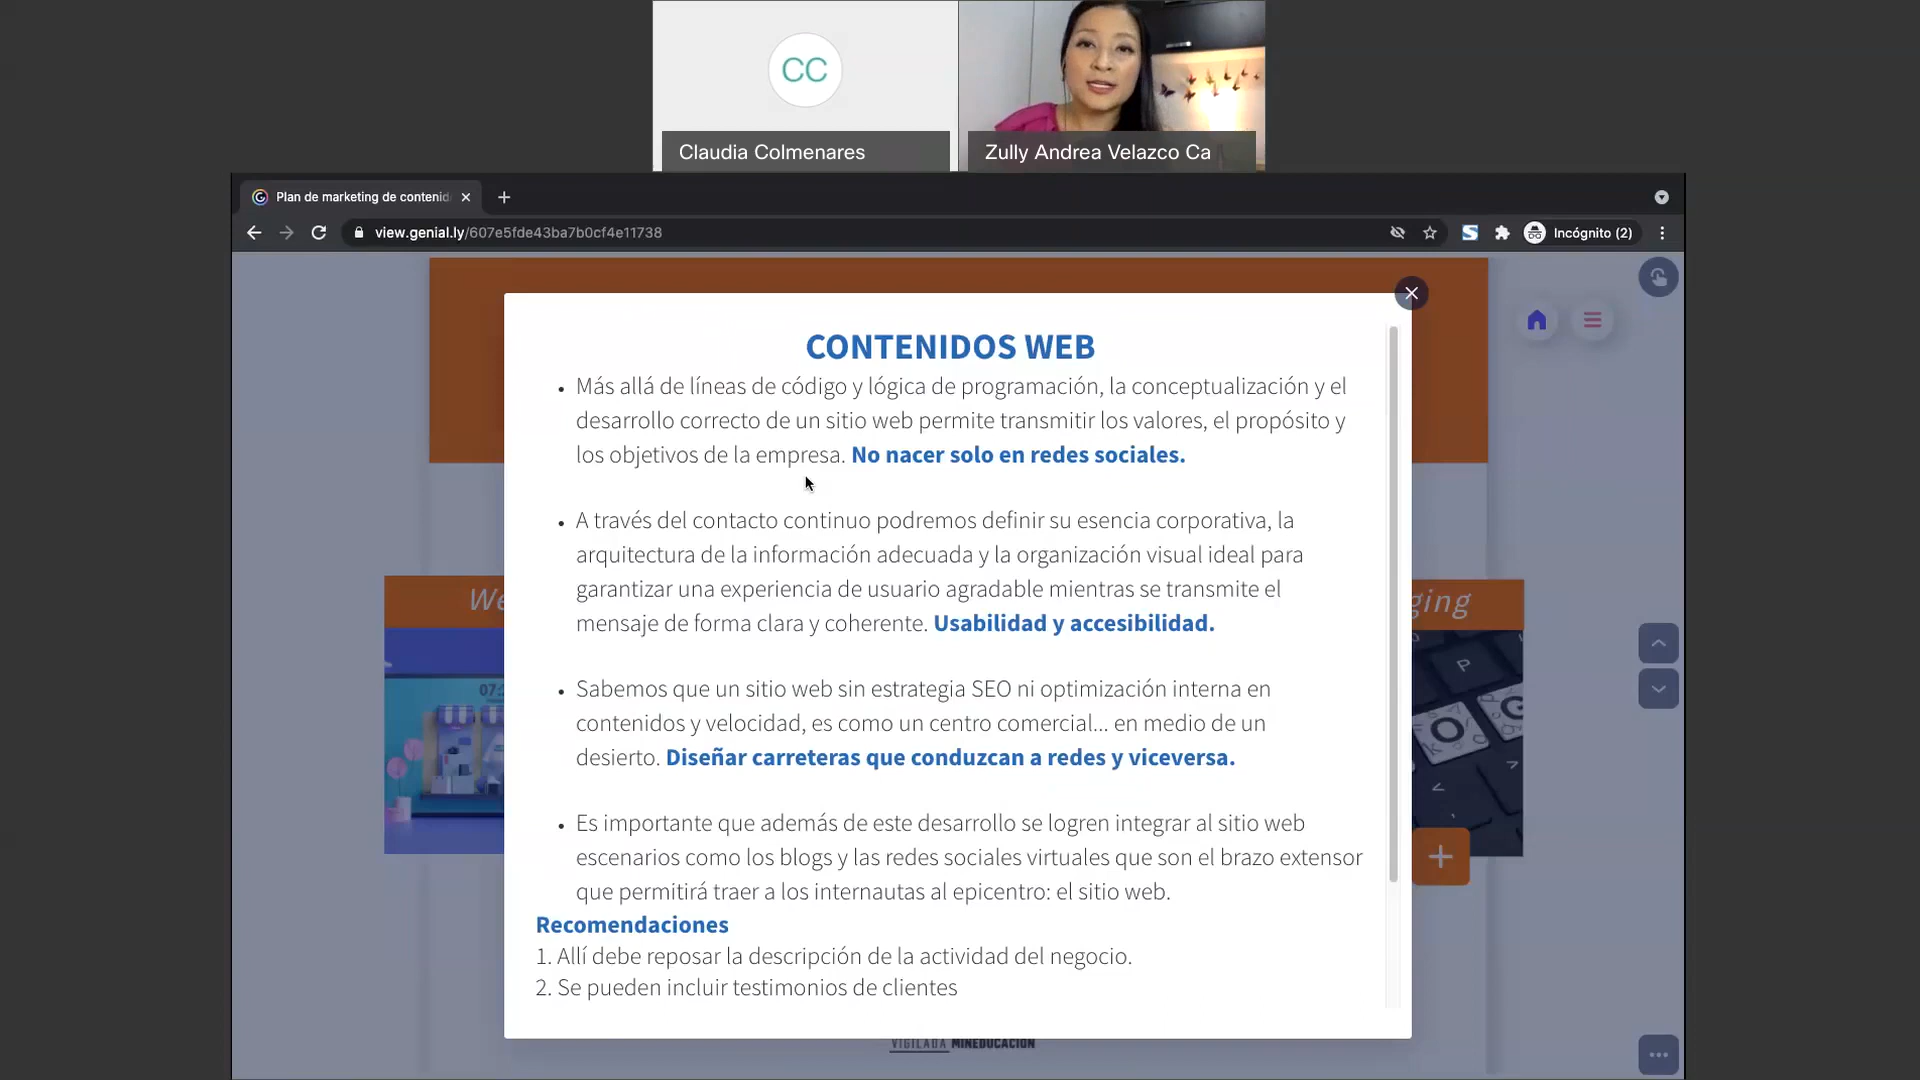 CC
Claudia Colmenares
Zully Andrea Velazco Ca
Plan de marketing de contenid
view.genial.ly/607e5fde43ba7b0cf4e11738
Incógnito (2)
CONTENIDOS WEB
• Más allá de líneas de código y lógica de programación, la conceptualización y el
desarrollo correcto de un sitio web permite transmitir los valores, el propósito y
los objetivos de la empresa. No nacer solo en redes sociales.
• A través del contacto continuo podremos definir su esencia corporativa, la
arquitectura de la información adecuada y la organización visual ideal para
garantizar una experiencia de usuario agradable mientras se transmite el
mensaje de forma clara y coherente. Usabilidad y accesibilidad.
• Sabemos que un sitio web sin estrategia SEO ni optimización interna en
contenidos y velocidad, es como un centro comercial... en medio de un
desierto. Diseñar carreteras que conduzcan a redes y viceversa.
• Es importante que además de este desarrollo se logren integrar al sitio web
escenarios como los blogs y las redes sociales virtuales que son el brazo extensor
que permitirá traer a los internautas al epicentro: el sitio web.
Recomendaciones
1. Allí debe reposar la descripción de la actividad del negocio.
2. Se pueden incluir testimonios de clientes
We
ging
07:
P
O
G
VIGILADA MINEDUCACIÓN